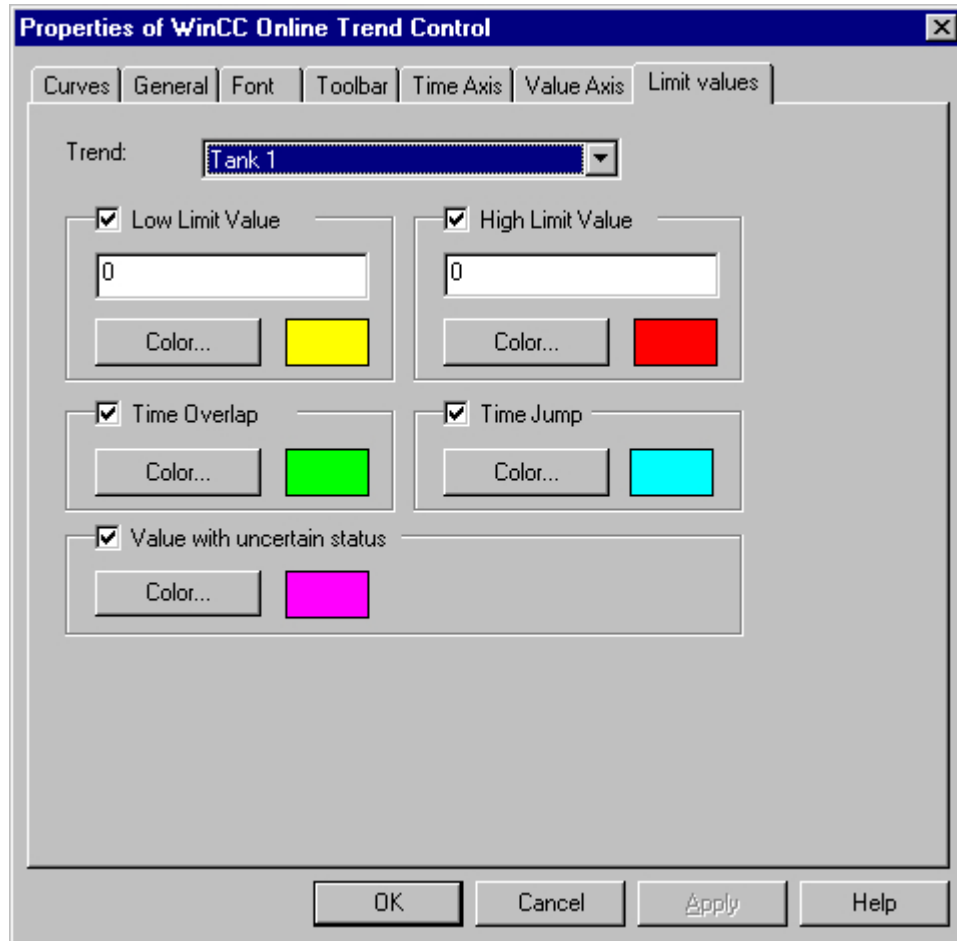 Properties of WinCC Online Trend Control
Curves General Font Toolbar Time Axis Value Axis Limit values
Trend: Tank 1
Low Limit Value High Limit Value
0 0
Color... Color...
Time Overlap Time Jump
Color... Color...
Value with uncertain status
Color...
OK Cancel Apply Help